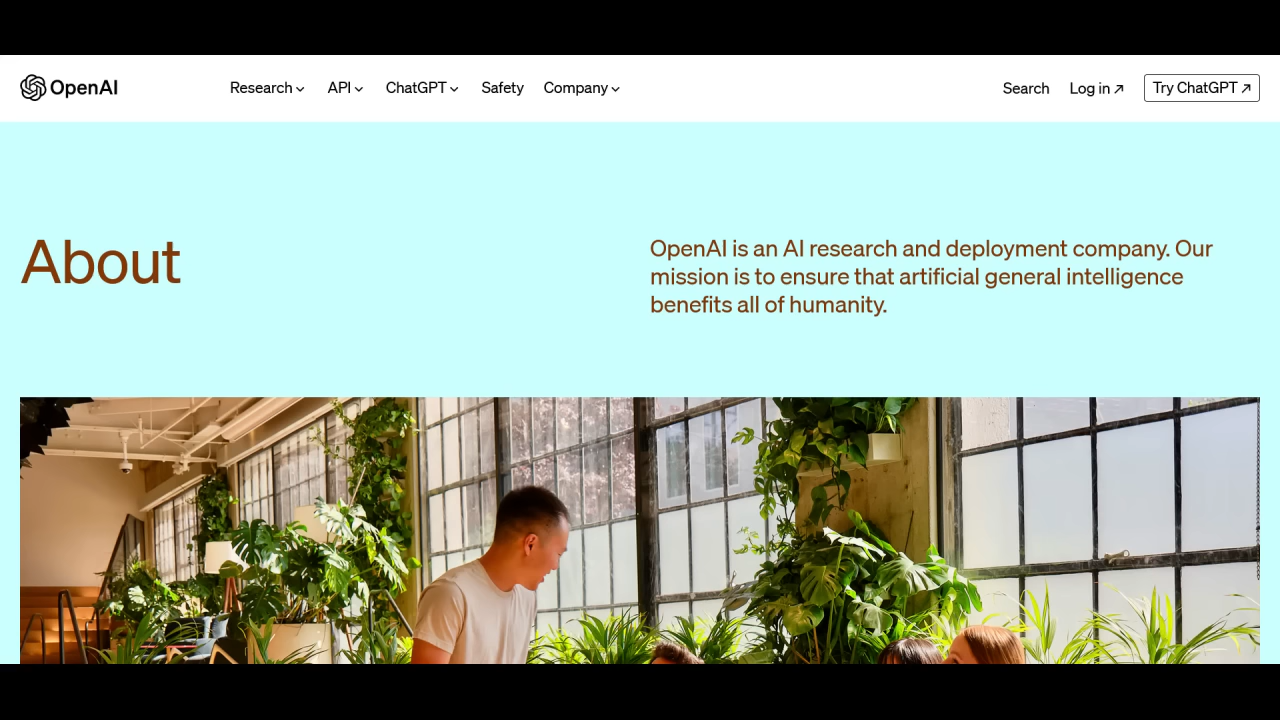 OpenAI
Research
API
ChatGPT
Safety
Company
Search
Log in ↗
Try ChatGPT ↗
About
OpenAI is an AI research and deployment company. Our
mission is to ensure that artificial general intelligence
benefits all of humanity.